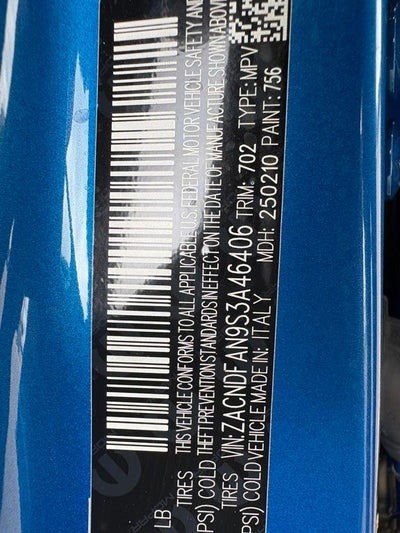 LB
TIRES THIS VEHICLE CONFORMS TO ALL APPLICABLE U.S. FEDERAL MOTOR VEHICLE SAFETY AND
PSI) COLD THEFT PREVENTION STANDARDS IN EFFECT ON THE DATE OF MANUFACTURE SHOWN ABOVE
TIRES VIN: ZACNDFAN9S3A46406 TRIM: 702 TYPE: MPV
PSI) COLD VEHICLE MADE IN: ITALY MDH: 250210 PAINT: 756